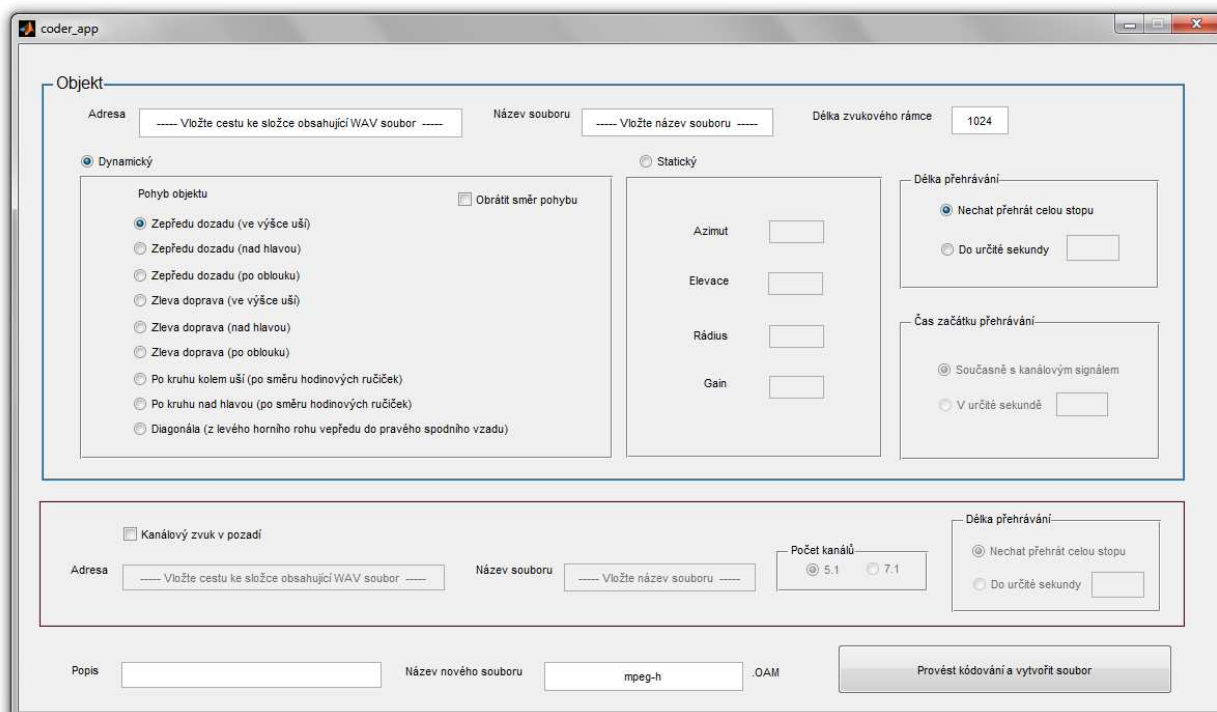 coder_app
Objekt
Adresa
----- Vložte cestu ke složce obsahující WAV soubor -----
Název souboru
----- Vložte název souboru -----
Délka zvukového rámce
1024
Dynamický
Statický
Pohyb objektu
Obrátit směr pohybu
Zepředu dozadu (ve výšce uší)
Zepředu dozadu (nad hlavou)
Zepředu dozadu (po oblouku)
Zleva doprava (ve výšce uší)
Zleva doprava (nad hlavou)
Zleva doprava (po oblouku)
Po kruhu kolem uší (po směru hodinových ručiček)
Po kruhu nad hlavou (po směru hodinových ručiček)
Diagonála (z levého horního rohu vepředu do pravého spodního vzadu)
Azimut
Elevace
Rádius
Gain
Délka přehrávání
Nechat přehrát celou stopu
Do určité sekundy
Čas začátku přehrávání
Současně s kanálovým signálem
V určité sekundě
Kanálový zvuk v pozadí
Adresa
----- Vložte cestu ke složce obsahující WAV soubor -----
Název souboru
----- Vložte název souboru -----
Počet kanálů
5.1
7.1
Délka přehrávání
Nechat přehrát celou stopu
Do určité sekundy
Popis
Název nového souboru
mpeg-h
.OAM
Provést kódování a vytvořit soubor